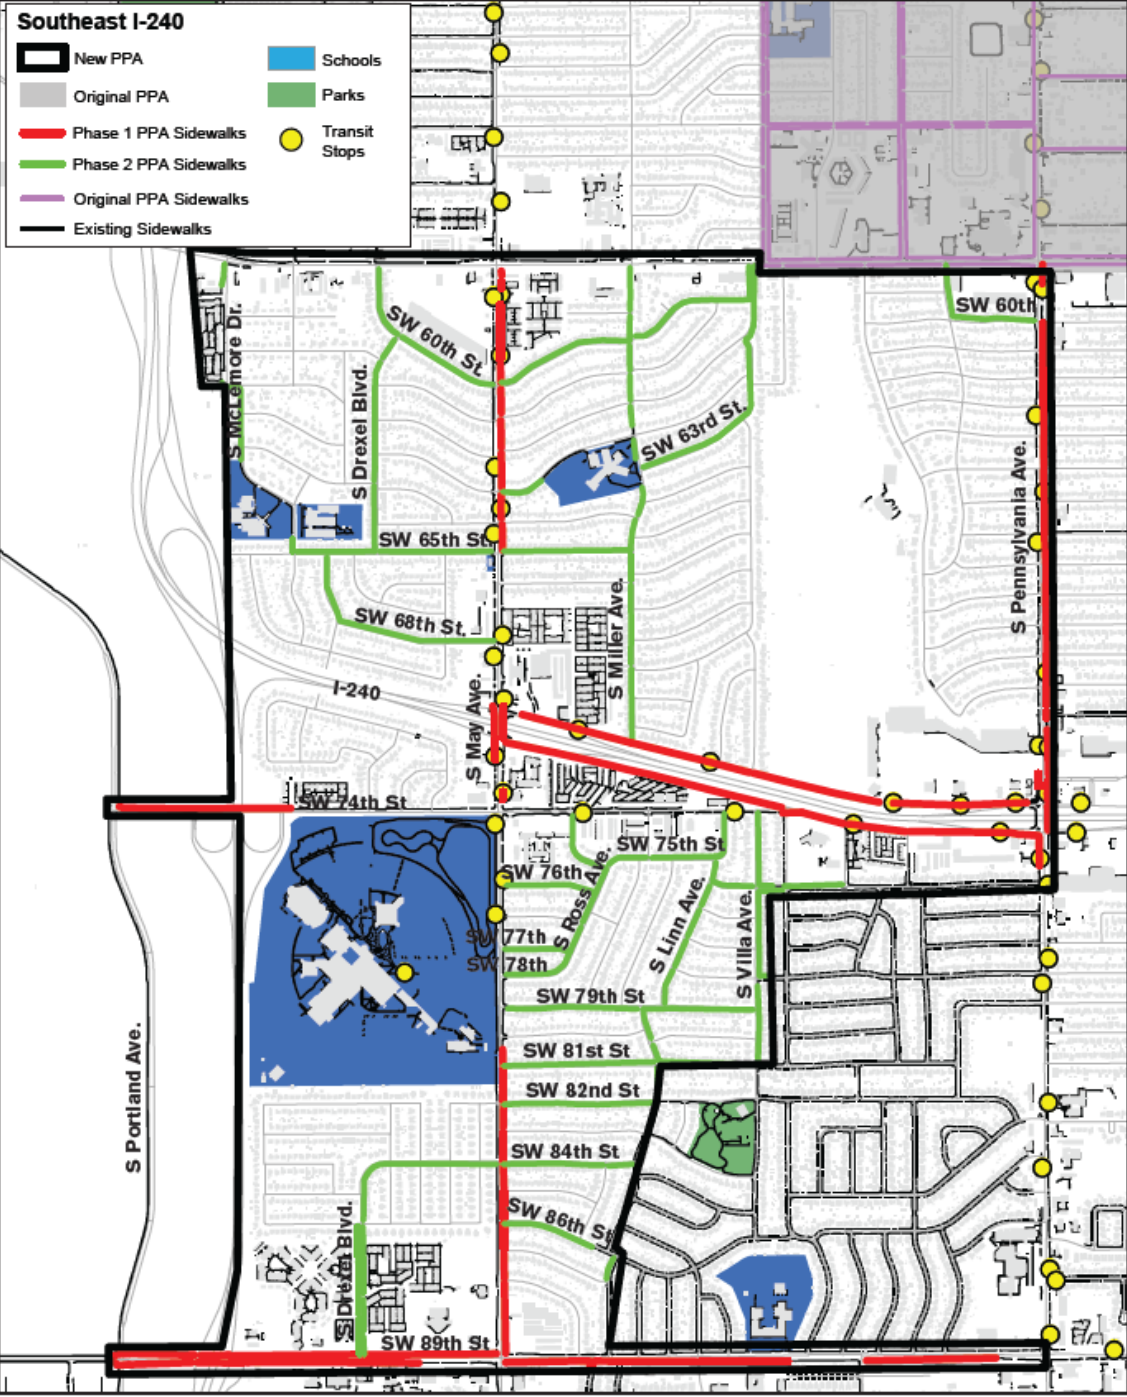 Southeast I-240
New PPA
Original PPA
Phase 1 PPA Sidewalks
Phase 2 PPA Sidewalks
Original PPA Sidewalks
Existing Sidewalks
Schools
Parks
Transit
Stops
SW 60th
S McLemore Dr.
SW 60th St.
S Drexel Blvd.
SW 63rd St.
S Pennsylvania Ave.
SW 65th St.
S Miller Ave.
SW 68th St.
I-240
S May Ave.
SW 74th St
SW 75th St
SW 76th
S Ross Ave.
S Linn Ave.
S Villa Ave.
SW 77th
SW 78th
SW 79th St
SW 81st St
SW 82nd St
S Portland Ave.
SW 84th St
SW 86th St
S Drexel Blvd.
SW 89th St